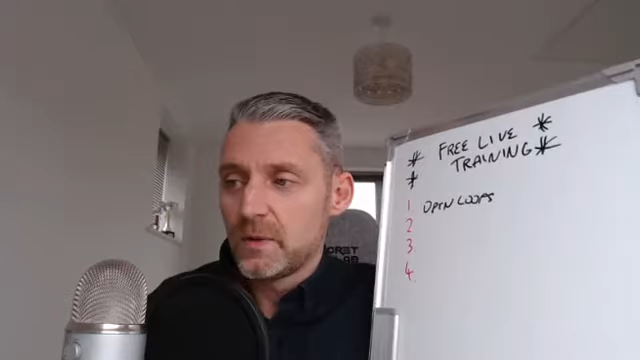 * FREE LIVE *
* TRAINING *
1 OPEN LOOPS
2
3.
4.